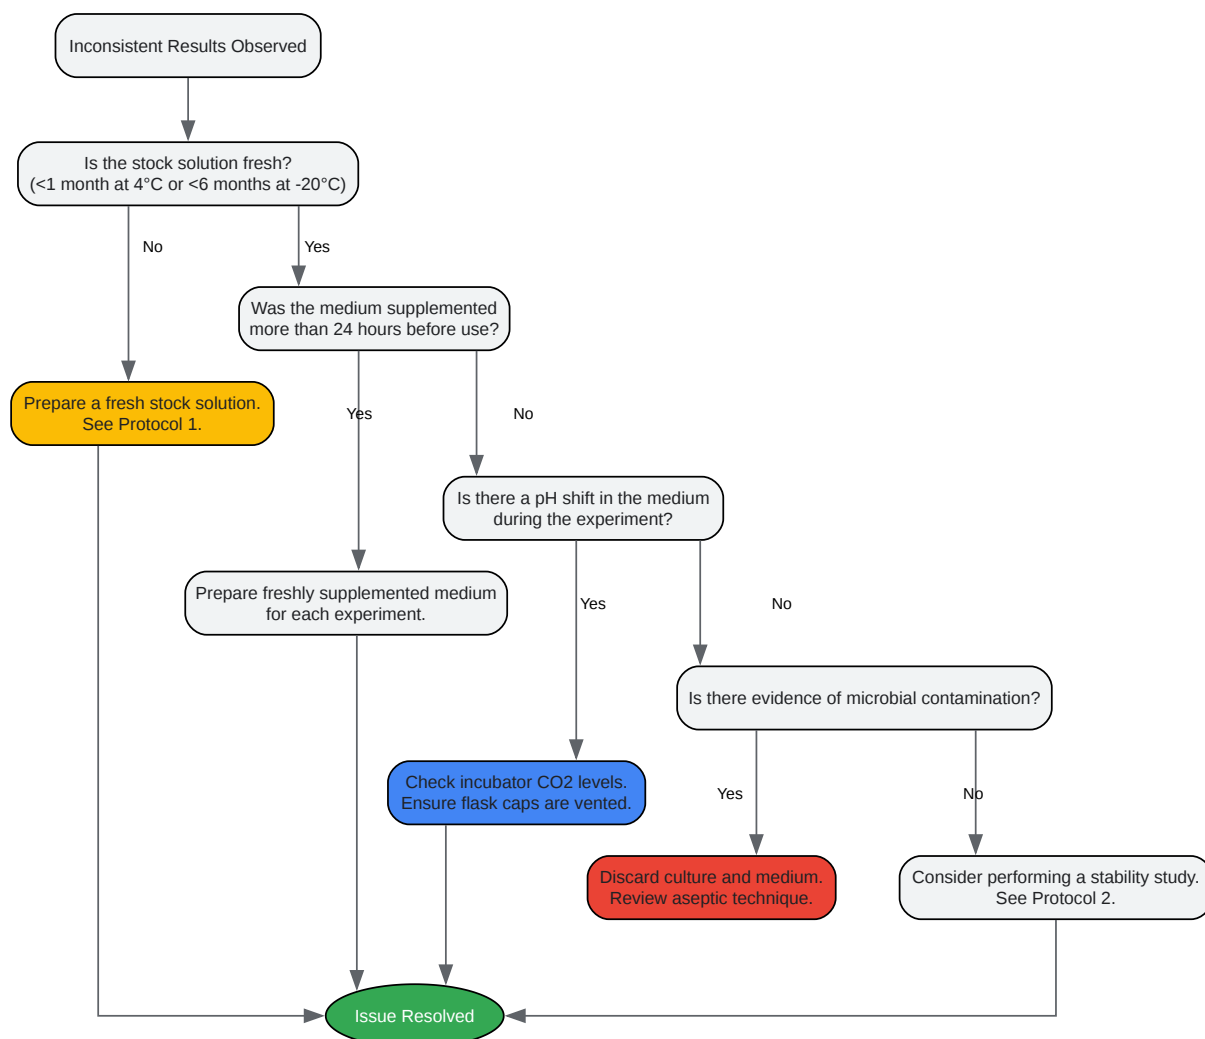 Inconsistent Results Observed
Is the stock solution fresh?
(<1 month at 4°C or <6 months at -20°C)
No
Yes
Was the medium supplemented
more than 24 hours before use?
Prepare a fresh stock solution.
See Protocol 1.
Yes
No
Is there a pH shift in the medium
during the experiment?
Prepare freshly supplemented medium
for each experiment.
Yes
No
Is there evidence of microbial contamination?
Check incubator CO2 levels.
Ensure flask caps are vented.
Yes
No
Discard culture and medium.
Review aseptic technique.
Consider performing a stability study.
See Protocol 2.
Issue Resolved